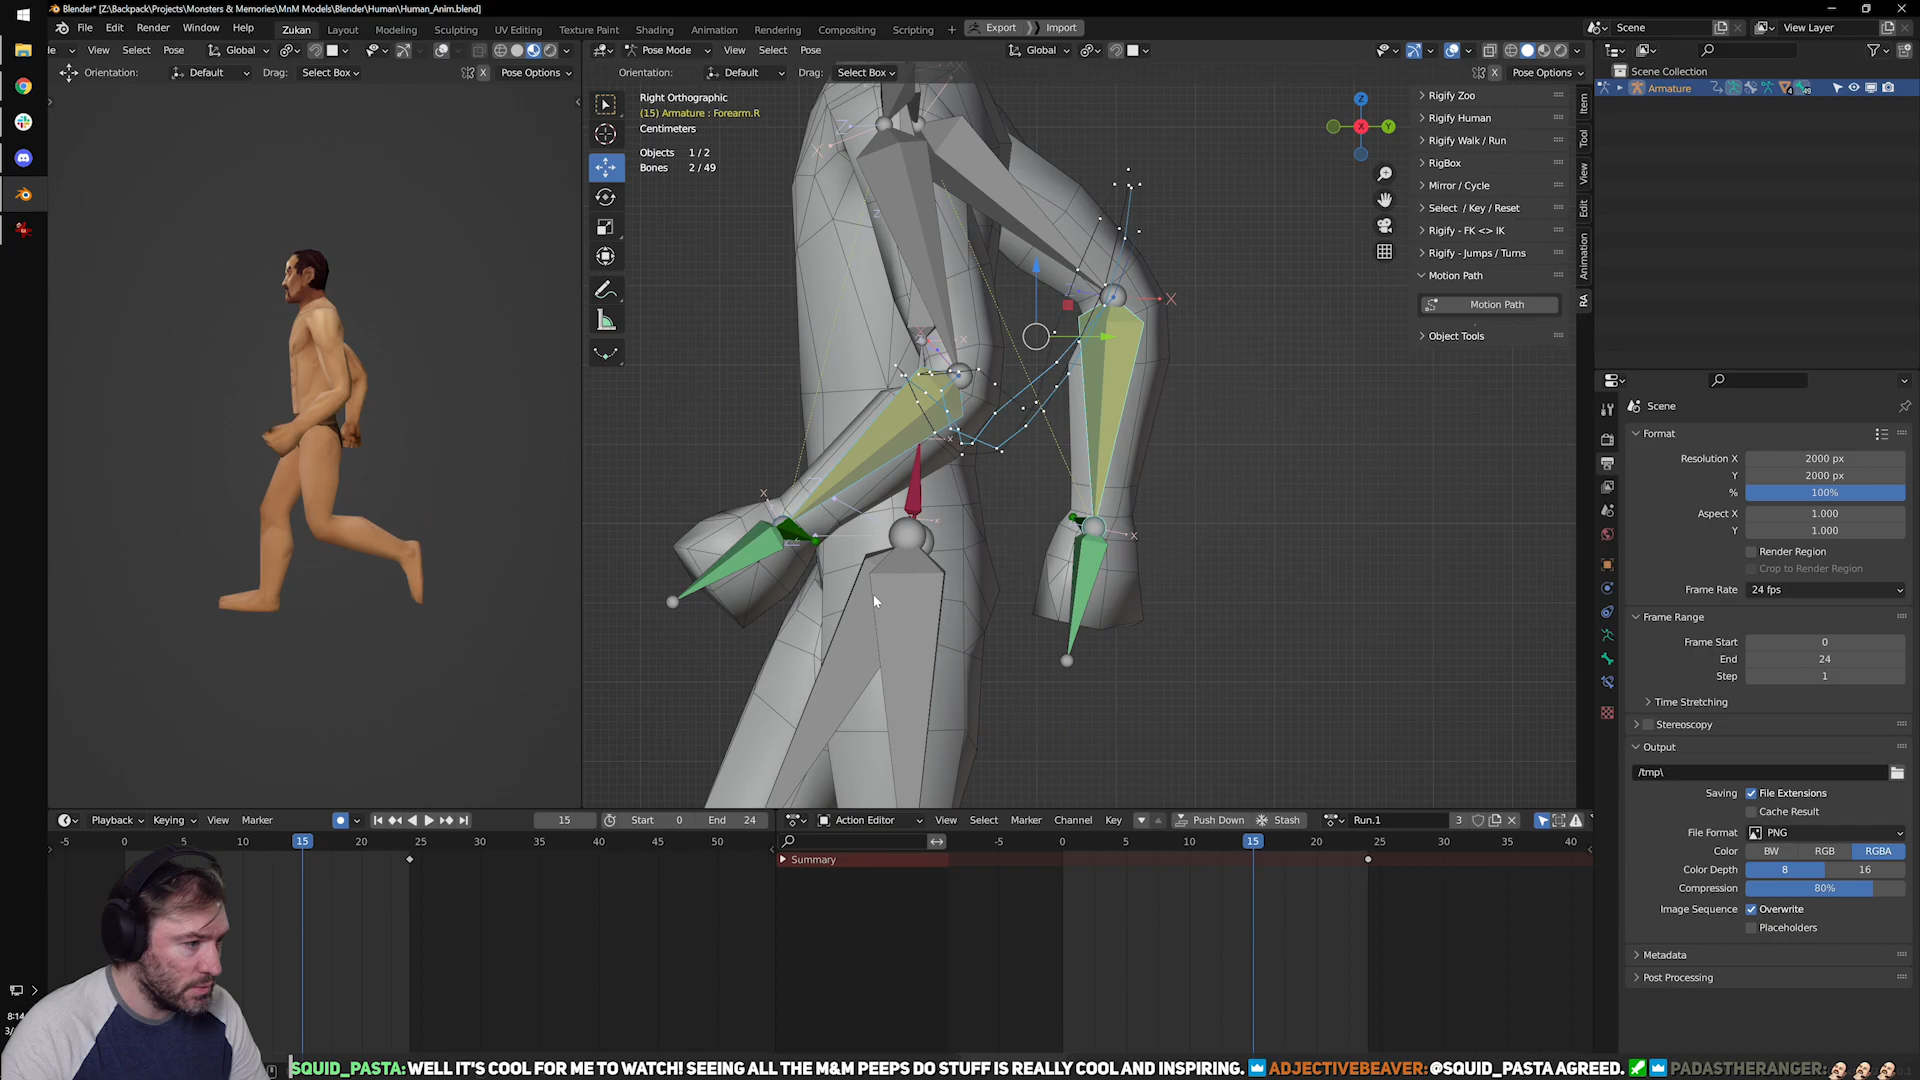 Blender* [Z:\Backpack\Projects\Monsters & Memories\MnM Models\Blender\Human\Human_Anim.blend]
File Edit Render Window Help Zukan Layout Modeling Sculpting UV Editing Texture Paint Shading Animation Rendering Compositing Scripting + Export Import Scene View Layer
View Select Pose Global Pose Mode View Select Pose Global
Orientation: Default Drag: Select Box X Pose Options Orientation: Default Drag: Select Box X Pose Options
Scene Collection
Armature
Right Orthographic
(15) Armature : Forearm.R
Centimeters
Objects 1 / 2
Bones 2 / 49
Rigify Zoo
Rigify Human
Rigify Walk / Run
RigBox
Mirror / Cycle
Select / Key / Reset
Rigify - FK <> IK
Rigify - Jumps / Turns
Motion Path
Motion Path
Object Tools
Item
Tool
View
Edit
Animation
RA
Scene
Format
Resolution X 2000 px
Y 2000 px
% 100%
Aspect X 1.000
Y 1.000
Render Region
Crop to Render Region
Frame Rate 24 fps
Frame Range
Frame Start 0
End 24
Step 1
Time Stretching
Stereoscopy
Output
/tmp\
Saving File Extensions
Cache Result
File Format PNG
Color BW RGB RGBA
Color Depth 8 16
Compression 80%
Image Sequence Overwrite
Placeholders
Metadata
Post Processing
Playback Keying View Marker 15 Start 0 End 24 Action Editor View Select Marker Channel Key Push Down Stash Run.1 3
-5 0 5 10 15 20 25 30 35 40 45 50 -5 0 5 10 15 20 25 30 35 40
Summary
8:14
SQUID_PASTA: WELL IT'S COOL FOR ME TO WATCH! SEEING ALL THE M&M PEEPS DO STUFF IS REALLY COOL AND INSPIRING. ADJECTIVEBEAVER: @SQUID_PASTA AGREED. PADASTHERANGER: